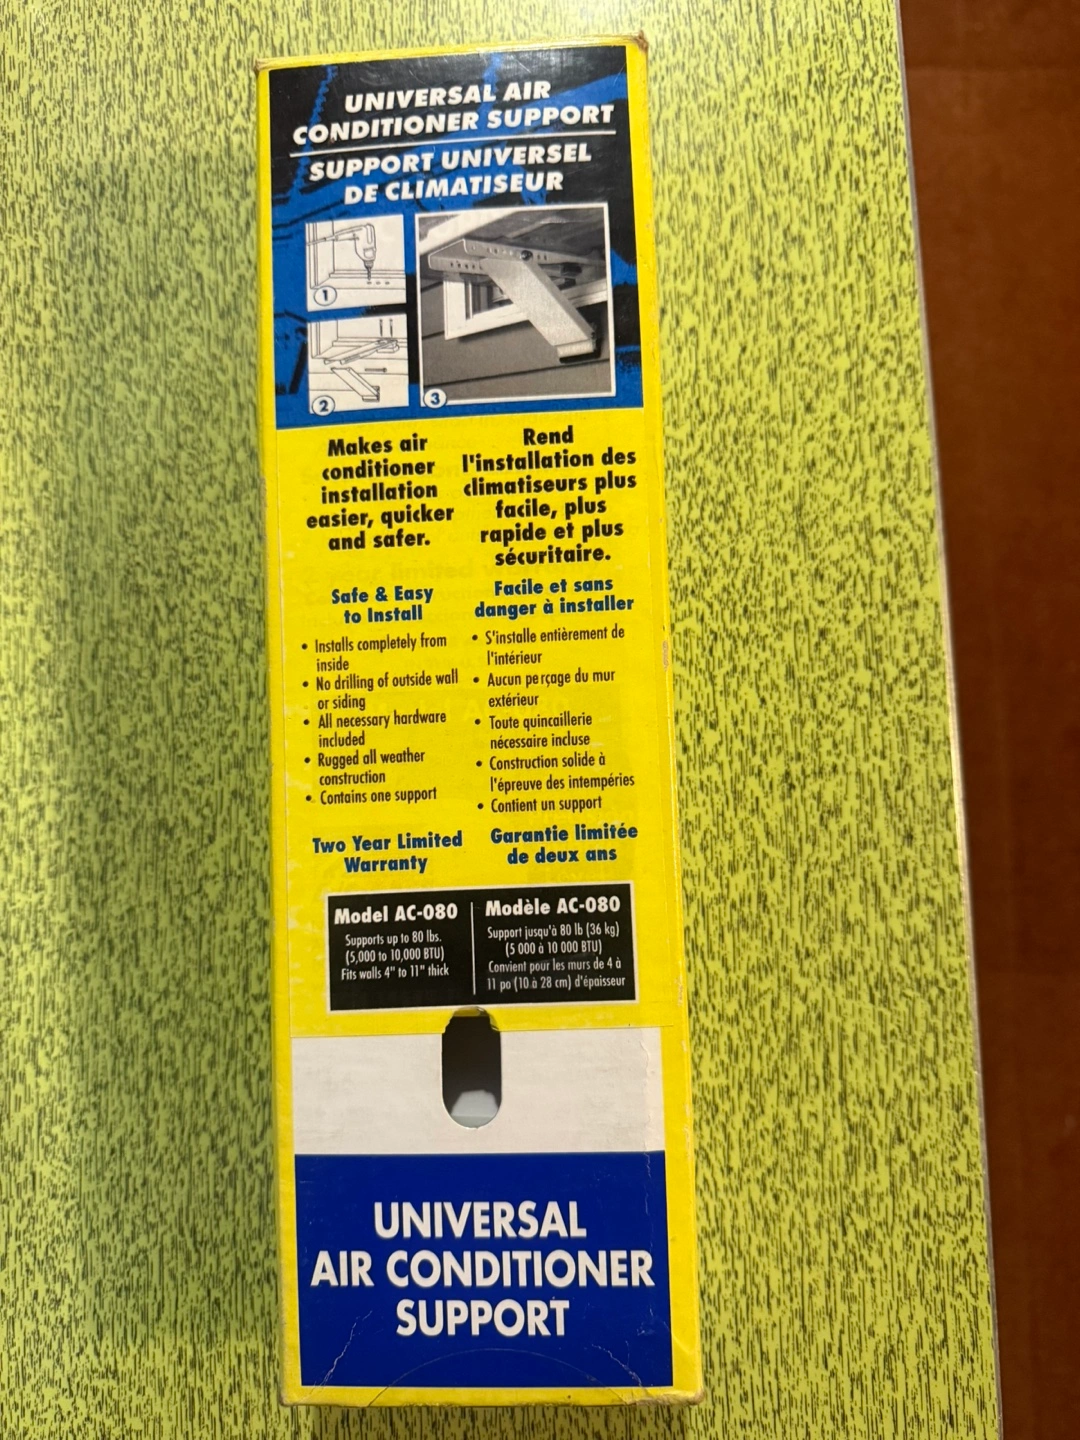 UNIVERSAL AIR
CONDITIONER SUPPORT
SUPPORT UNIVERSEL
DE CLIMATISEUR
1
2
3
Makes air
conditioner
installation
easier, quicker
and safer.
Rend
l'installation des
climatiseurs plus
facile, plus
rapide et plus
sécuritaire.
Safe & Easy
to Install
• Installs completely from
inside
• No drilling of outside wall
or siding
• All necessary hardware
included
• Rugged all weather
construction
• Contains one support
Facile et sans
danger à installer
• S'installe entièrement de
l'intérieur
• Aucun perçage du mur
extérieur
• Toute quincaillerie
nécessaire incluse
• Construction solide à
l'épreuve des intempéries
• Contient un support
Two Year Limited
Warranty
Garantie limitée
de deux ans
Model AC-080
Supports up to 80 lbs.
(5,000 to 10,000 BTU)
Fits walls 4" to 11" thick
Modèle AC-080
Support jusqu'à 80 lb (36 kg)
(5 000 à 10 000 BTU)
Convient pour les murs de 4 à
11 po (10 à 28 cm) d'épaisseur
UNIVERSAL
AIR CONDITIONER
SUPPORT